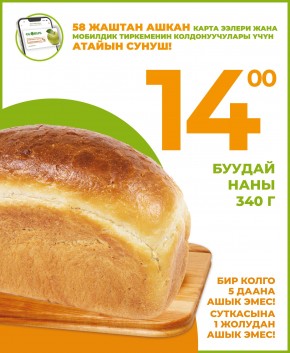 58 ЖАШТАН АШКАН КАРТА ЭЭЛЕРИ ЖАНА
МОБИЛДИК ТИРКЕМЕНИН КОЛДОНУУЧУЛАРЫ ҮЧҮН
АТАЙЫН СУНУШ!
14 00
БУУДАЙ
НАНЫ
340 Г
БИР КОЛГО
5 ДААНА
АШЫК ЭМЕС!
СУТКАСЫНА
1 ЖОЛУДАН
АШЫК ЭМЕС!